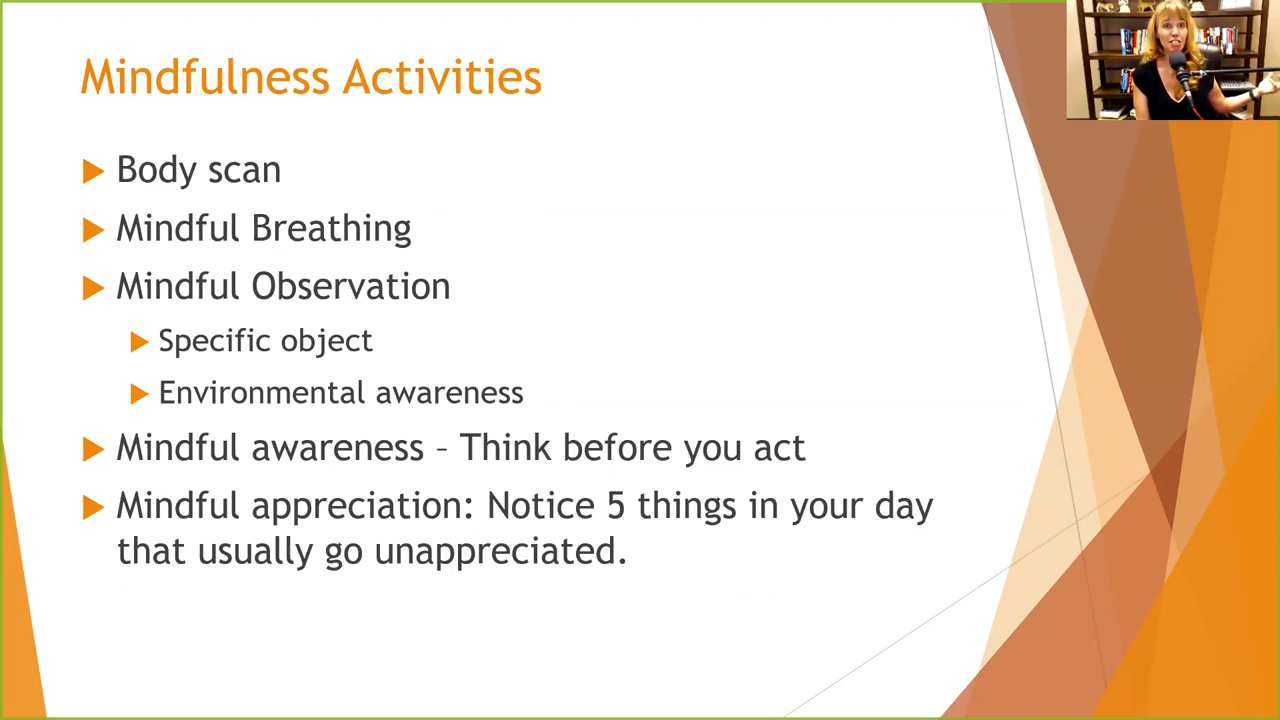 Mindfulness Activities
Body scan
Mindful Breathing
Mindful Observation
Specific object
Environmental awareness
Mindful awareness – Think before you act
Mindful appreciation: Notice 5 things in your day
that usually go unappreciated.